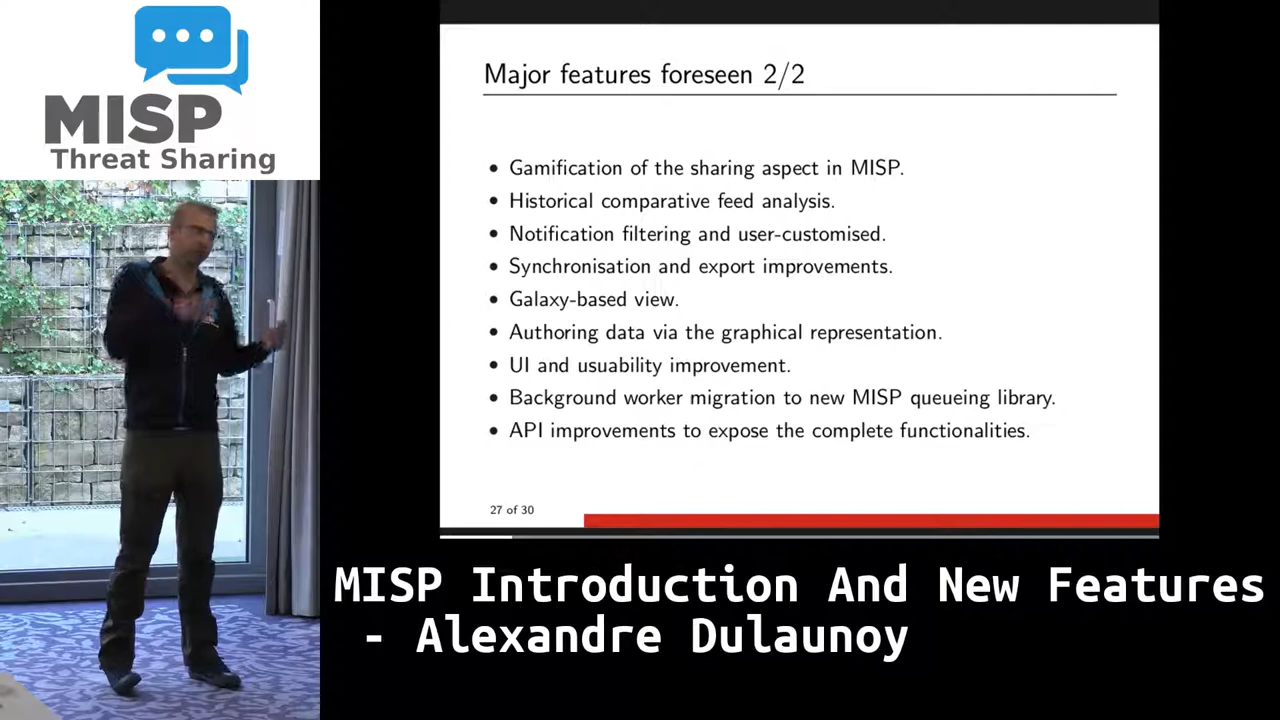 MISP
Threat Sharing
Major features foreseen 2/2
• Gamification of the sharing aspect in MISP.
• Historical comparative feed analysis.
• Notification filtering and user-customised.
• Synchronisation and export improvements.
• Galaxy-based view.
• Authoring data via the graphical representation.
• UI and usuability improvement.
• Background worker migration to new MISP queueing library.
• API improvements to expose the complete functionalities.
27 of 30
MISP Introduction And New Features
- Alexandre Dulaunoy